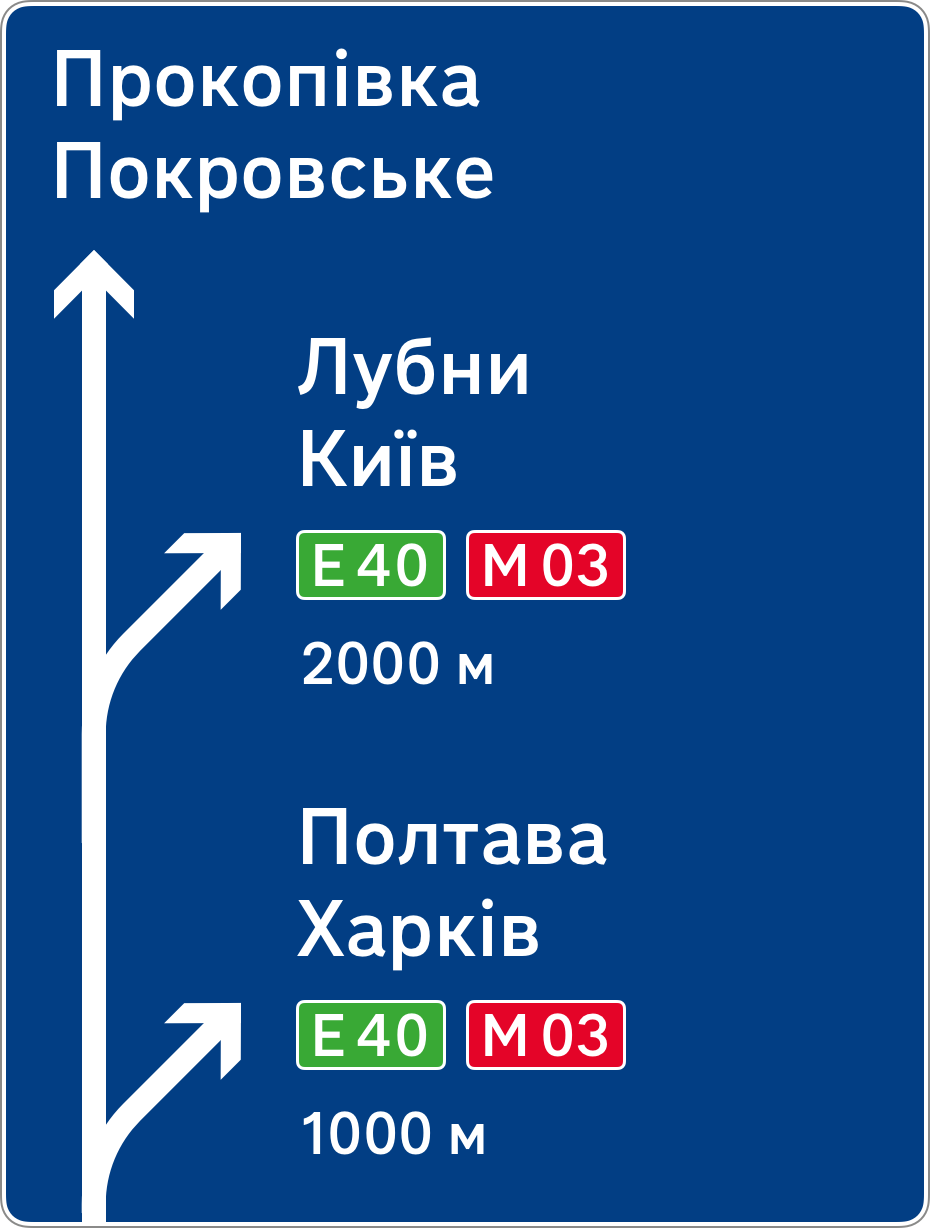 Прокопівка
Покровське
Лубни
Київ
E 40 М 03
2000 м
Полтава
Харків
E 40 М 03
1000 м